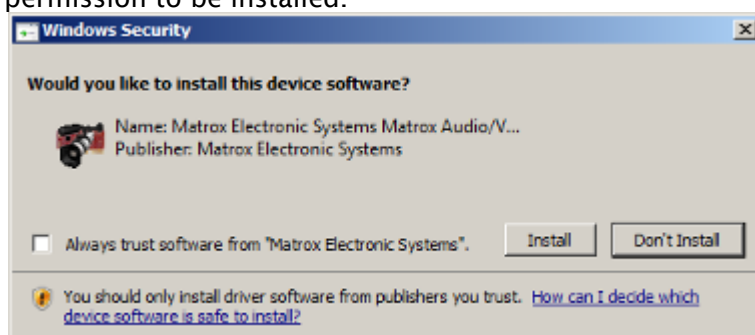 permission to be installed.
Windows Security
Would you like to install this device software?
Name: Matrox Electronic Systems Matrox Audio/V...
Publisher: Matrox Electronic Systems
Always trust software from "Matrox Electronic Systems".
Install
Don't Install
You should only install driver software from publishers you trust. How can I decide which
device software is safe to install?